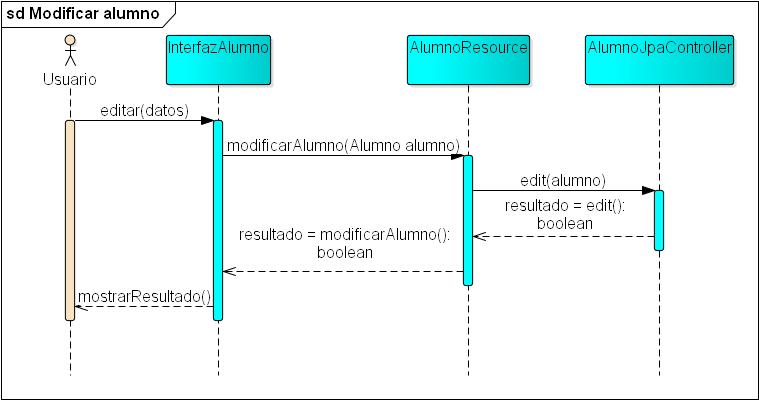 sd Modificar alumno
InterfazAlumno
AlumnoResource
AlumnoJpaController
Usuario
editar(datos)
modificarAlumno(Alumno alumno)
edit(alumno)
resultado = edit():
boolean
resultado = modificarAlumno():
boolean
mostrarResultado()